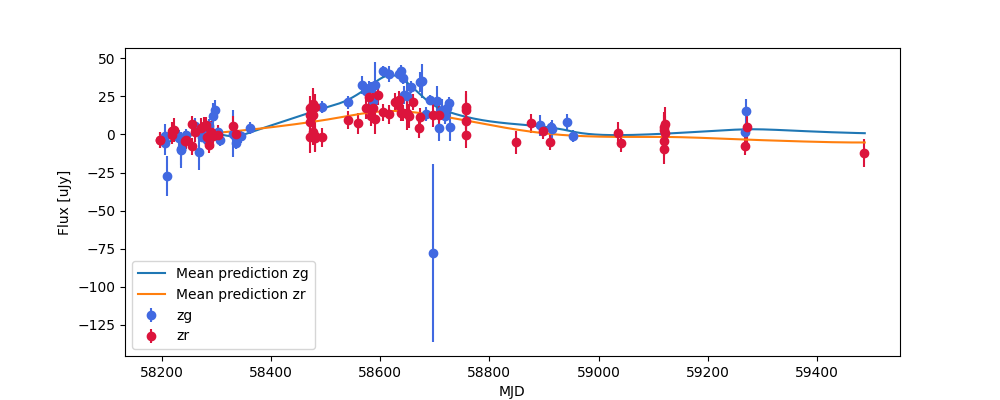 50
25
0
−25
−50
−75
−100
−125
Flux [uJy]
Mean prediction zg
Mean prediction zr
zg
zr
58200 58400 58600 58800 59000 59200 59400
MJD